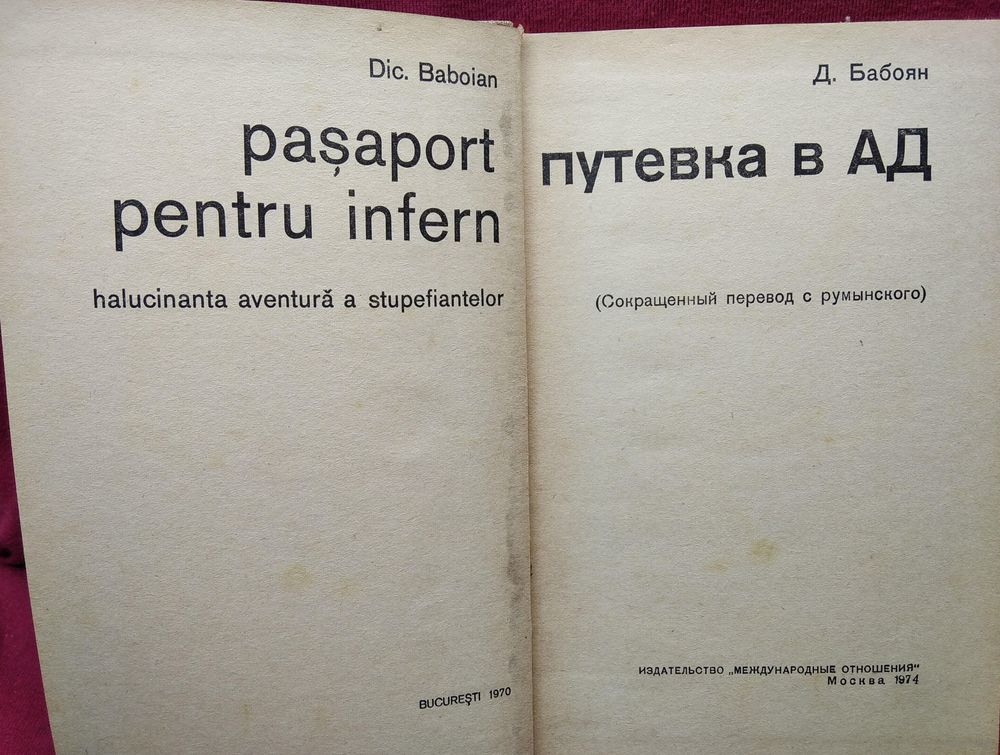 Dic. Baboian
pașaport
pentru infern
halucinanta aventură a stupefiantelor
BUCUREȘTI 1970
Д. Бабоян
путевка в АД
(Сокращенный перевод с румынского)
ИЗДАТЕЛЬСТВО „МЕЖДУНАРОДНЫЕ ОТНОШЕНИЯ“
Москва 1974